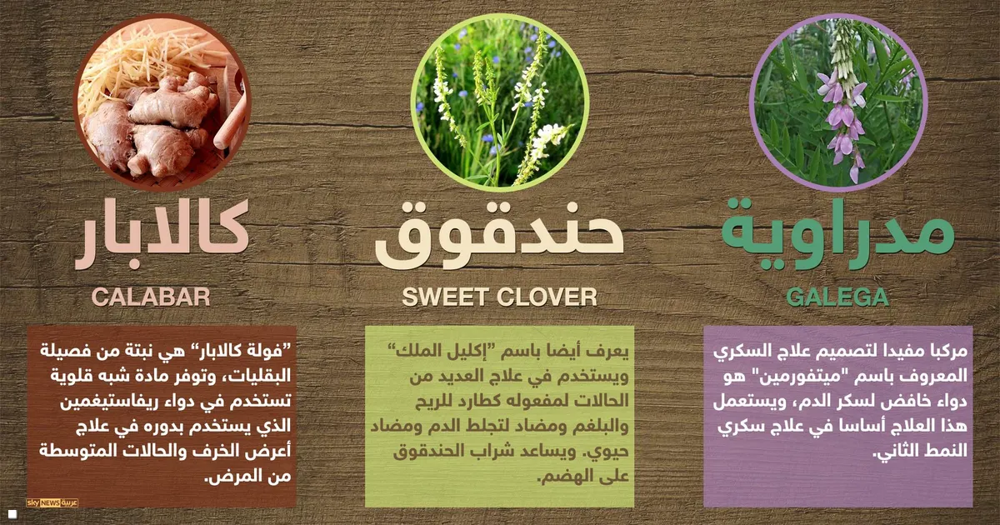 مدراوية
GALEGA
مركبا مفيدا لتصميم علاج السكري
المعروف باسم "ميتفورمين" هو
دواء خافض لسكر الدم، ويستعمل
هذا العلاج أساسا في علاج سكري
النمط الثاني.
حندقوق
SWEET CLOVER
يعرف أيضا باسم ”إكليل الملك“
ويستخدم في علاج العديد من
الحالات لمفعوله كطارد للريح
والبلغم ومضاد لتجلط الدم ومضاد
حيوي. ويساعد شراب الحندقوق
على الهضم.
كالابار
CALABAR
”فولة كالابار“ هي نبتة من فصيلة
البقليات، وتوفر مادة شبه قلوية
تستخدم في دواء ريفاستيغمين
الذي يستخدم بدوره في علاج
أعرض الخرف والحالات المتوسطة
من المرض.
sky NEWS عربية